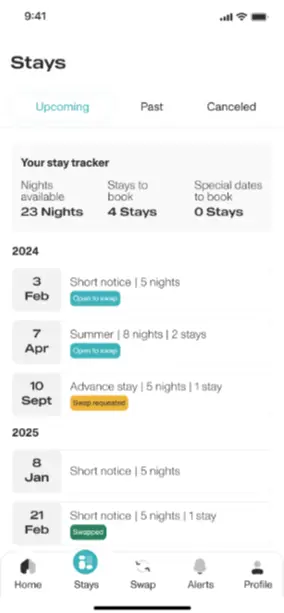 9:41
Stays
Upcoming Past Canceled
Your stay tracker
Nights Stays to Special dates
available book to book
23 Nights 4 Stays 0 Stays
2024
3
Feb
Short notice | 5 nights
Open to swap
7
Apr
Summer | 8 nights | 2 stays
Open to swap
10
Sept
Advance stay | 5 nights | 1 stay
Swap requested
2025
8
Jan
Short notice | 5 nights
21
Feb
Short notice | 5 nights | 1 stay
Swapped
Home Stays Swap Alerts Profile